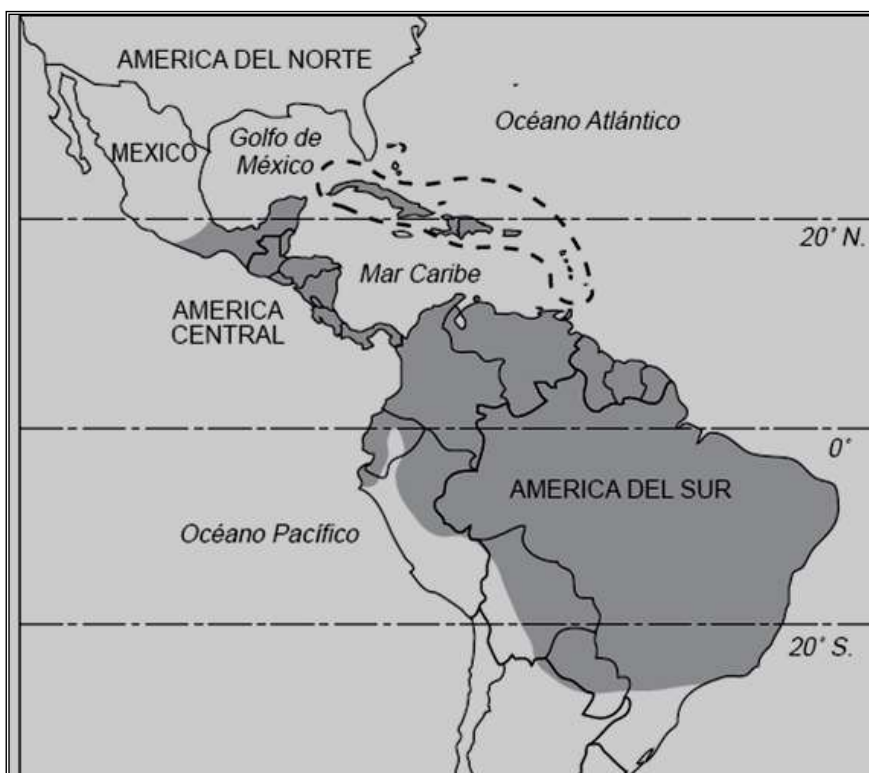 AMERICA DEL NORTE
Océano Atlántico
Golfo de
México
MEXICO
20° N.
Mar Caribe
AMERICA
CENTRAL
0°
AMERICA DEL SUR
Océano Pacífico
20° S.